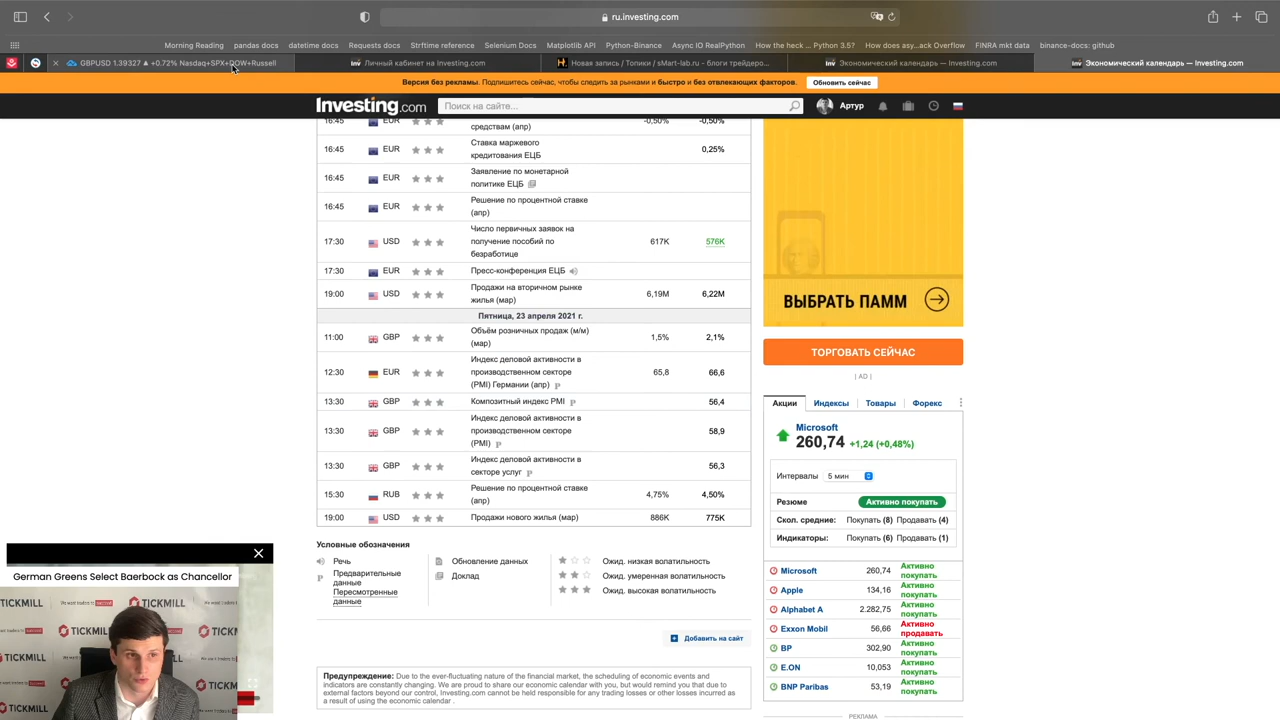 ru.investing.com
Morning Reading pandas docs datetime docs Requests docs Strftime reference Selenium Docs Matplotlib API Python-Binance Async IO RealPython How the heck ... Python 3.5? How does asy...ack Overflow FINRA mkt data binance-docs: github
GBPUSD 1.39327 ▲ +0.72% Nasdaq+SPX+DOW+Russell
Личный кабинет на Investing.com
Новая запись / Топики / sMart-lab.ru - блоги трейдеро...
Экономический календарь — Investing.com
Экономический календарь — Investing.com
Версия без рекламы. Подпишитесь сейчас, чтобы следить за рынками и быстро и без отвлекающих факторов. Обновить сейчас
Investing.com Поиск на сайте... Артур
16:45 EUR средствам (апр) -0,50% -0,50%
16:45 EUR Ставка маржевого
кредитования ЕЦБ 0,25%
16:45 EUR Заявление по монетарной
политике ЕЦБ
16:45 EUR Решение по процентной ставке
(апр)
17:30 USD Число первичных заявок на
получение пособий по
безработице 617K 576K
17:30 EUR Пресс-конференция ЕЦБ
19:00 USD Продажи на вторичном рынке
жилья (мар) 6,19M 6,22M
Пятница, 23 апреля 2021 г.
11:00 GBP Объём розничных продаж (м/м)
(мар) 1,5% 2,1%
12:30 EUR Индекс деловой активности в
производственном секторе
(PMI) Германии (апр) P 65,8 66,6
13:30 GBP Композитный индекс PMI P 56,4
13:30 GBP Индекс деловой активности в
производственном секторе
(PMI) P 58,9
13:30 GBP Индекс деловой активности в
секторе услуг P 56,3
15:30 RUB Решение по процентной ставке
(апр) 4,75% 4,50%
19:00 USD Продажи нового жилья (мар) 886K 775K
Условные обозначения
Речь
P Предварительные
данные
Пересмотренные
данные
Обновление данных
Доклад
Ожид. низкая волатильность
Ожид. умеренная волатильность
Ожид. высокая волатильность
Добавить на сайт
Предупреждение: Due to the ever-fluctuating nature of the financial market, the scheduling of economic events and
indicators are constantly changing. We are proud to share our economic calendar with you, but would remind you that due to
external factors beyond our control, Investing.com cannot be held responsible for any trading losses or other losses incurred as
a result of using the economic calendar .
ВЫБРАТЬ ПАММ
ТОРГОВАТЬ СЕЙЧАС
| AD |
Акции Индексы Товары Форекс
Microsoft
260,74 +1,24 (+0,48%)
Интервалы 5 мин
Резюме Активно покупать
Скол. средние: Покупать (8) Продавать (4)
Индикаторы: Покупать (6) Продавать (1)
Microsoft 260,74 Активно
покупать
Apple 134,16 Активно
покупать
Alphabet A 2.282,75 Активно
покупать
Exxon Mobil 56,66 Активно
продавать
BP 302,90 Активно
покупать
E.ON 10,053 Активно
покупать
BNP Paribas 53,19 Активно
покупать
РЕКЛАМА
German Greens Select Baerbock as Chancellor
TICKMILL TICKMILL
TICKMILL TICKMILL
TICKMILL